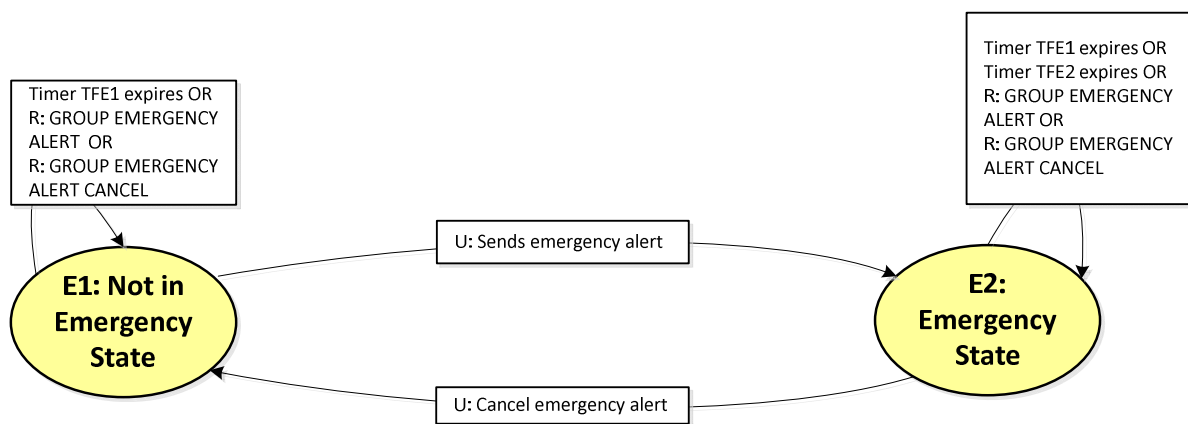 Timer TFE1 expires OR
Timer TFE2 expires OR
R: GROUP EMERGENCY
ALERT OR
R: GROUP EMERGENCY
ALERT CANCEL
Timer TFE1 expires OR
R: GROUP EMERGENCY
ALERT  OR
R: GROUP EMERGENCY
ALERT CANCEL
U: Sends emergency alert
E1: Not in
Emergency
State
E2:
Emergency
State
U: Cancel emergency alert